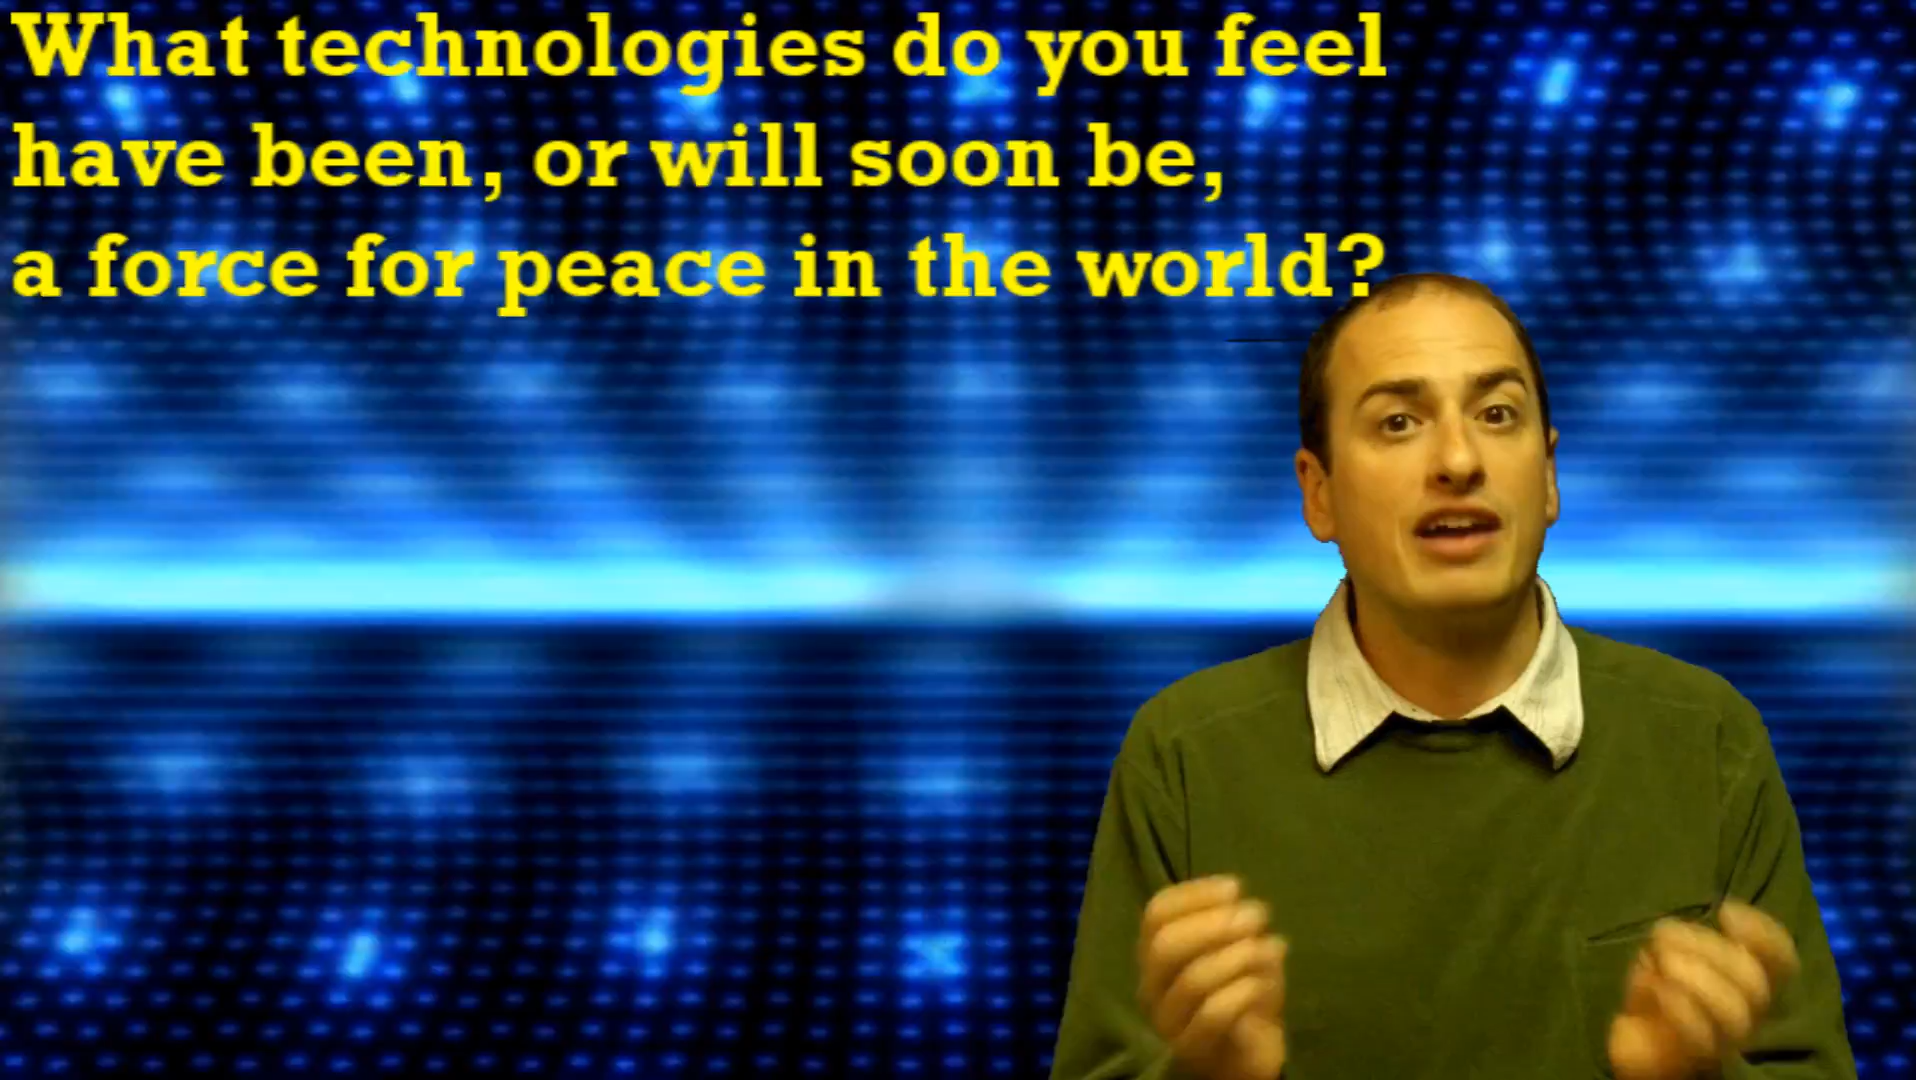 What technologies do you feel
have been, or will soon be,
a force for peace in the world?